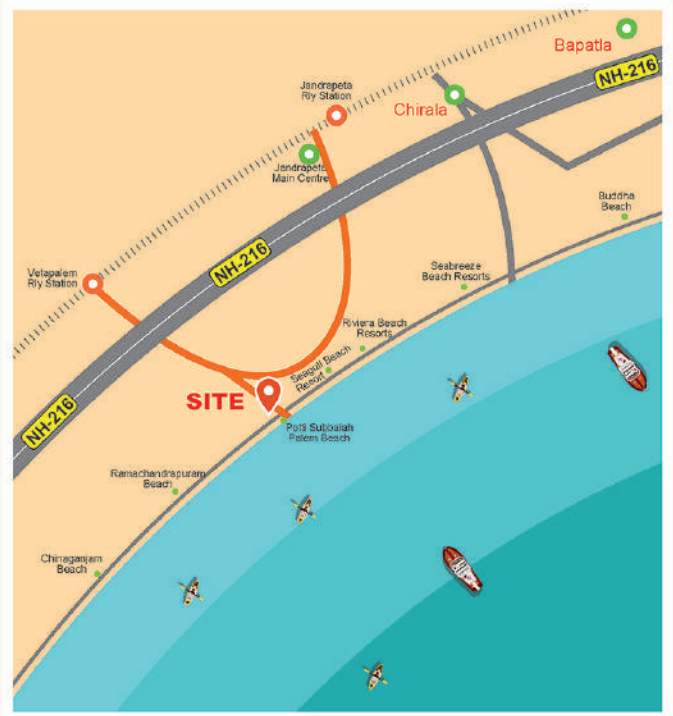 Bapatla
NH-216
Jandrapeta
Rly Station
Chirala
Jandrapeta
Main Centre
Buddha
Beach
Vetapalem
Rly Station
NH-216
Seabreeze
Beach Resorts
Riviera Beach
Resorts
Seagull Beach
Resort
SITE
NH-216
Potti Subbaiah
Palem Beach
Ramachandrapuram
Beach
Chinaganjam
Beach